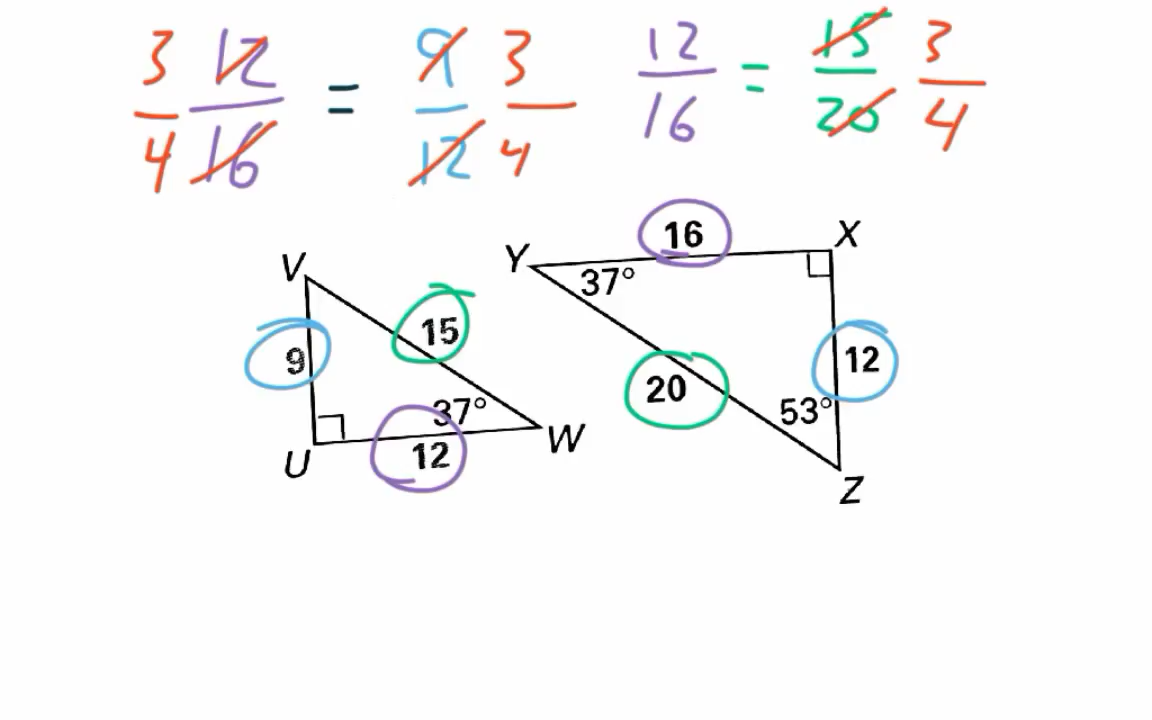 3 12 = 9 3 12 = 15 3
4 16 12 4 16 20 4
16
Y X
37°
V
15
9 12
20
37° 53°
U 12 W
Z